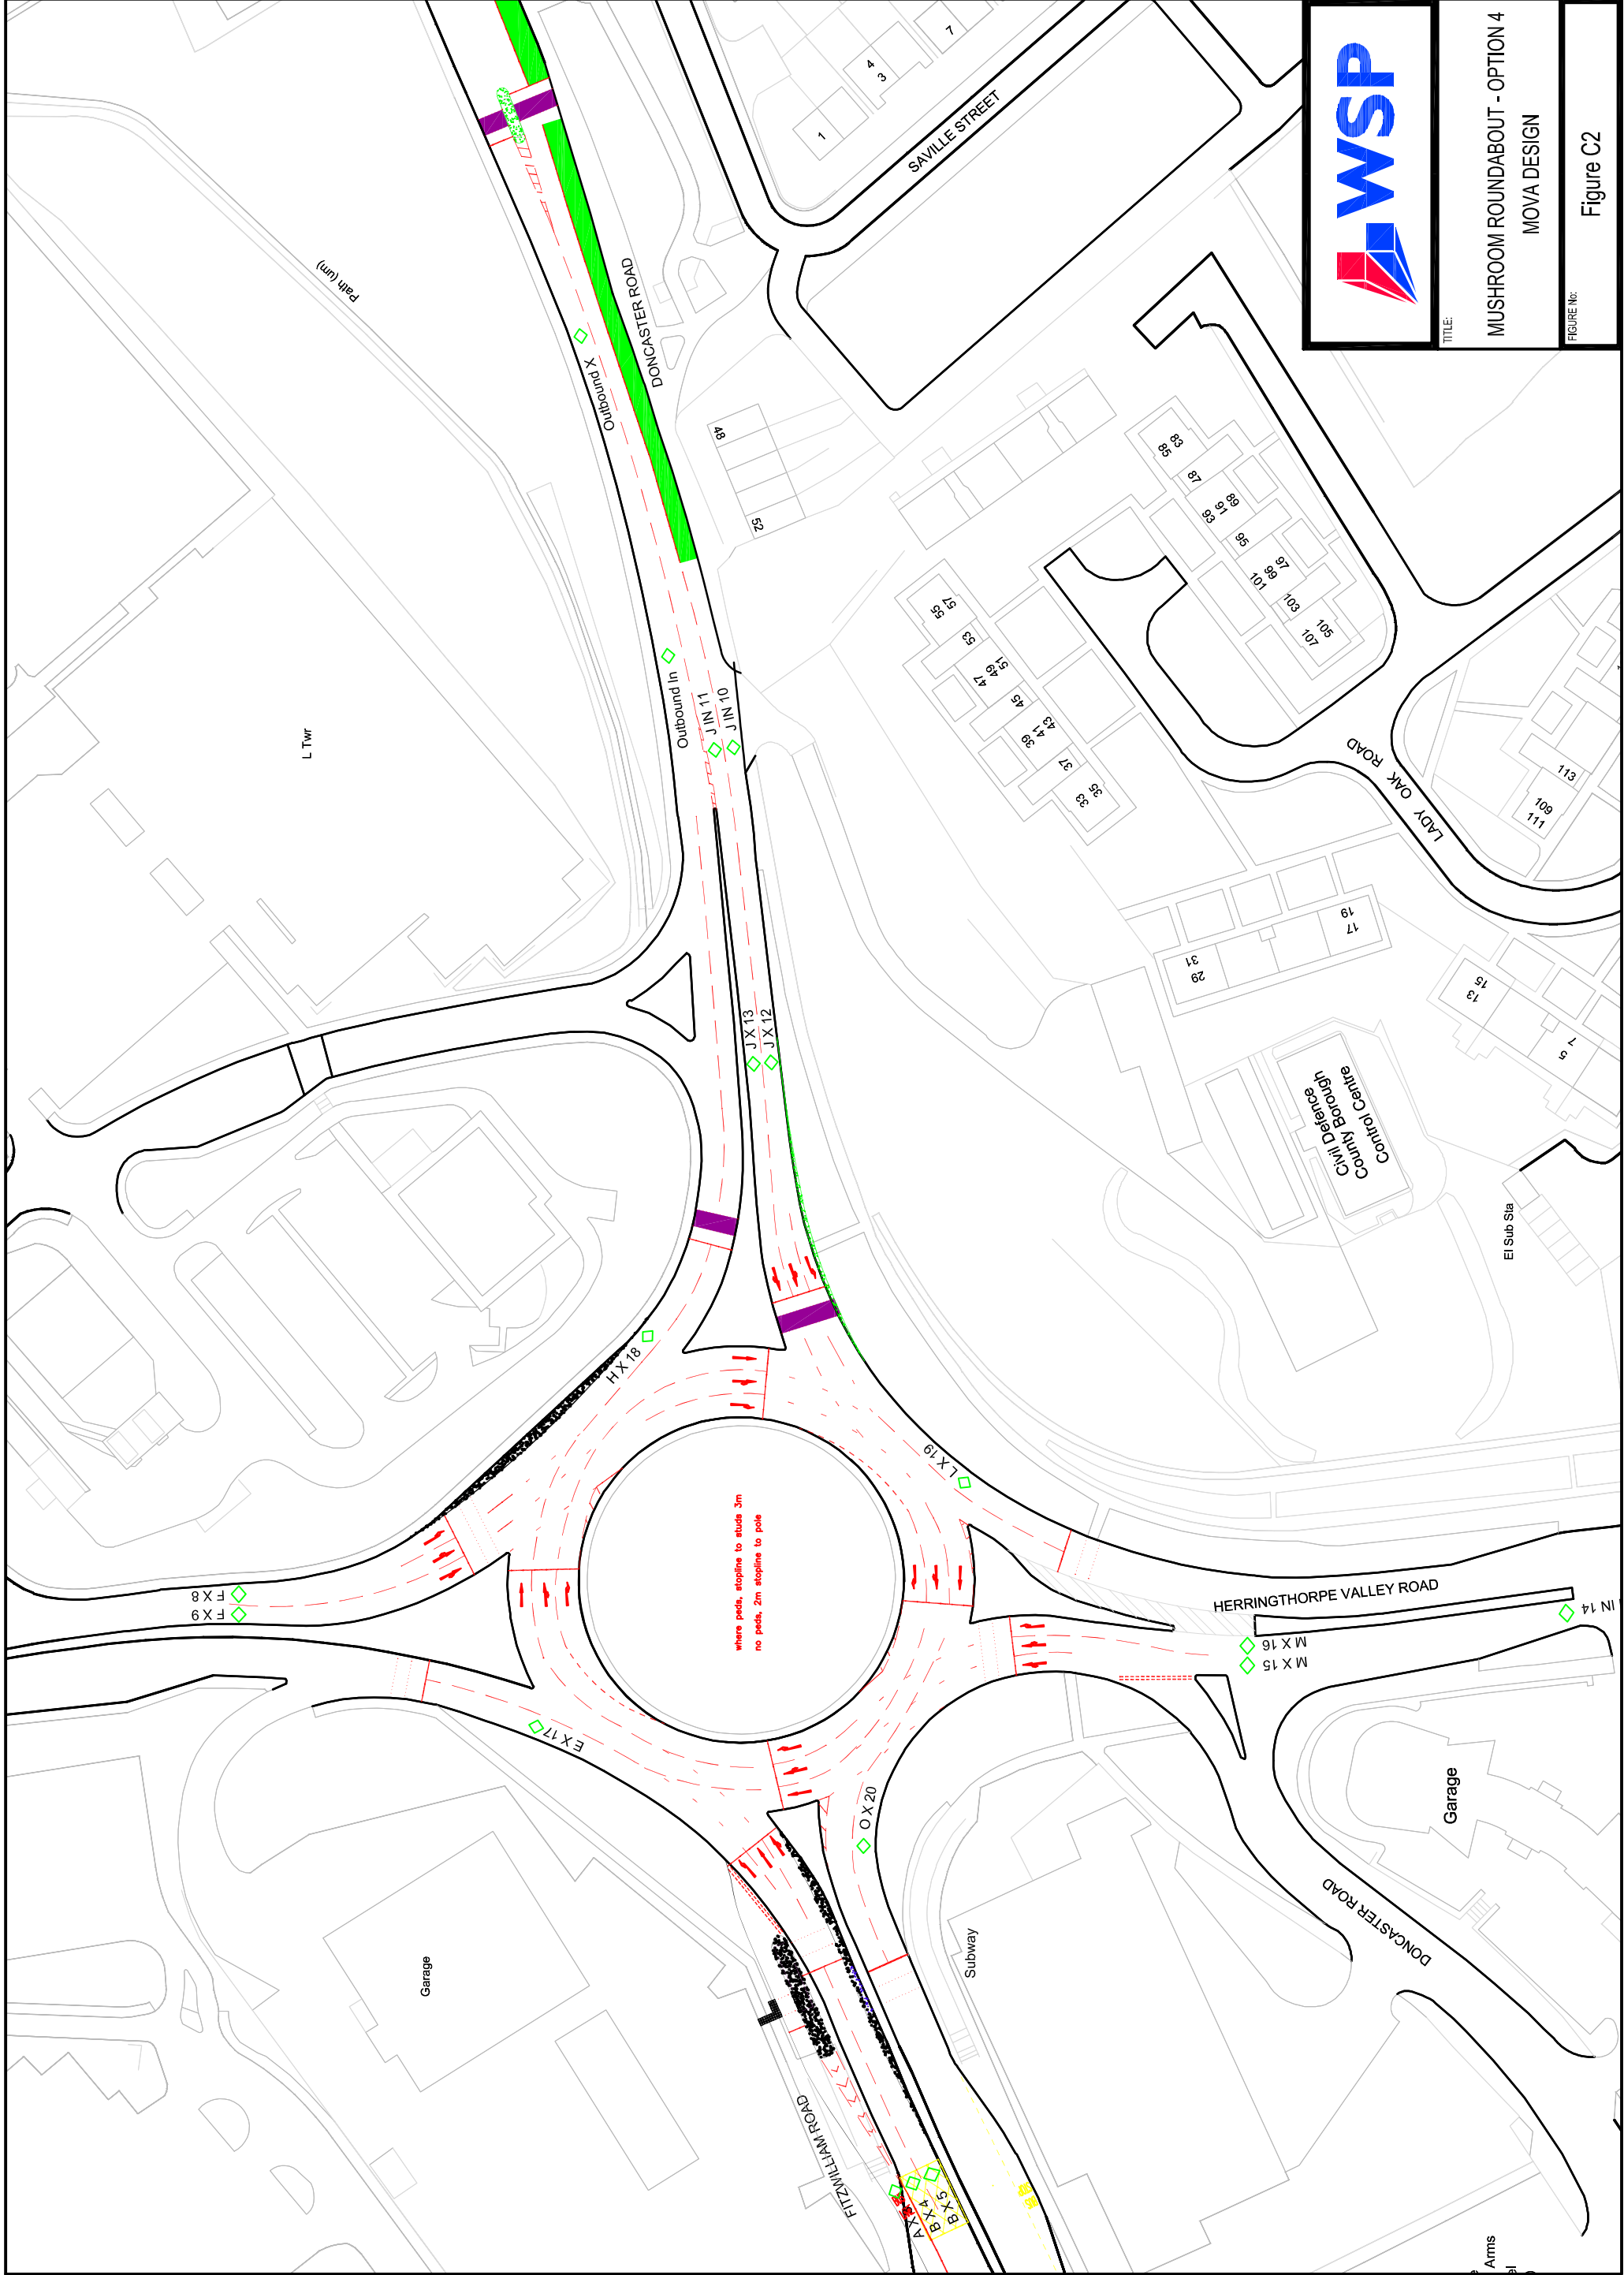 WSP
TITLE:
MUSHROOM ROUNDABOUT - OPTION 4
MOVA DESIGN
FIGURE No:
Figure C2
1
4
3
7
SAVILLE STREET
Path (um)
DONCASTER ROAD
Outbound X
48
52
Outbound In
J IN 11
J IN 10
L Twr
83
85
87
89
91
93
95
97
99
101
103
105
107
57
55
53
51
49
47
45
43
41
39
37
35
33
LADY OAK ROAD
113
109
111
19
17
31
29
15
13
7
5
J X 13
J X 12
Civil Defence
County Borough
Control Centre
El Sub Sta
H X 18
L X 19
F X 8
F X 9
where peds, stopline to studs 3m
no peds, 2m stopline to pole
HERRINGTHORPE VALLEY ROAD
IN 14
M X 16
M X 15
E X 17
O X 20
Garage
Garage
DONCASTER ROAD
Subway
FITZWILLIAM ROAD
A X
B X 4
B X 5
Arms